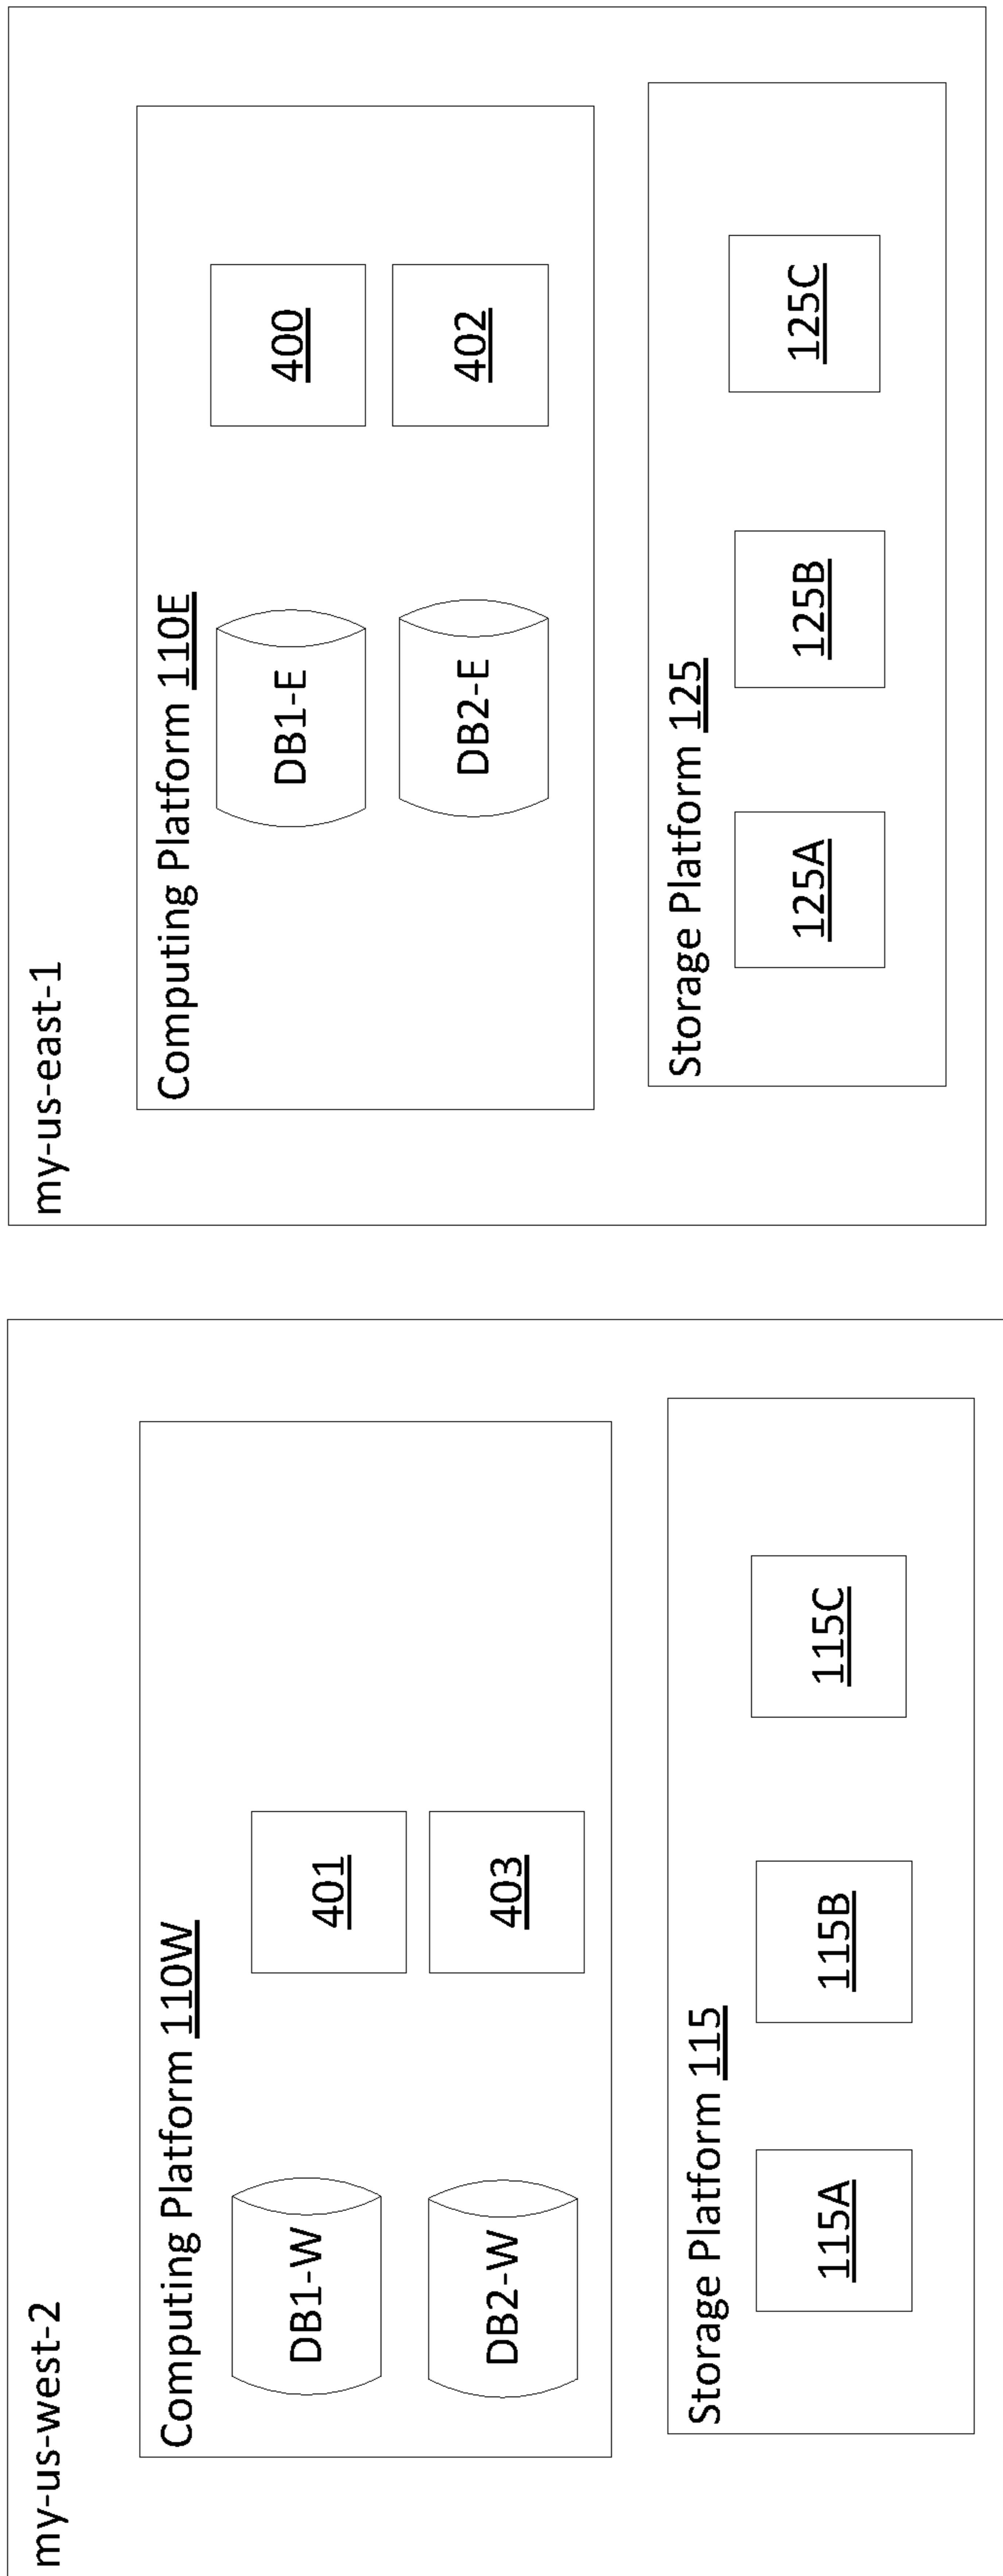 my-us-west-2
Computing Platform 110W
DB1-W
401
DB2-W
403
Storage Platform 115
115A
115B
115C
my-us-east-1
Computing Platform 110E
DB1-E
400
DB2-E
402
Storage Platform 125
125A
125B
125C